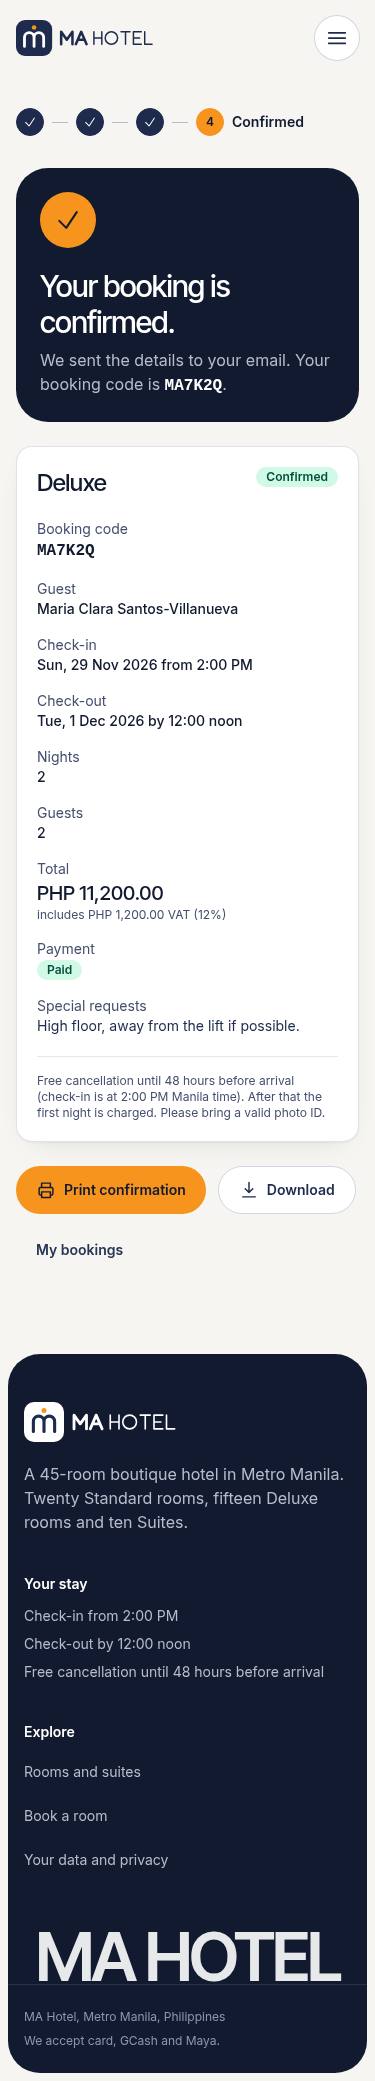 MA HOTEL
4 Confirmed
Your booking is
confirmed.
We sent the details to your email. Your
booking code is MA7K2Q.
Deluxe
Confirmed
Booking code
MA7K2Q
Guest
Maria Clara Santos-Villanueva
Check-in
Sun, 29 Nov 2026 from 2:00 PM
Check-out
Tue, 1 Dec 2026 by 12:00 noon
Nights
2
Guests
2
Total
PHP 11,200.00
includes PHP 1,200.00 VAT (12%)
Payment
Paid
Special requests
High floor, away from the lift if possible.
Free cancellation until 48 hours before arrival
(check-in is at 2:00 PM Manila time). After that the
first night is charged. Please bring a valid photo ID.
Print confirmation
Download
My bookings
MA HOTEL
A 45-room boutique hotel in Metro Manila.
Twenty Standard rooms, fifteen Deluxe
rooms and ten Suites.
Your stay
Check-in from 2:00 PM
Check-out by 12:00 noon
Free cancellation until 48 hours before arrival
Explore
Rooms and suites
Book a room
Your data and privacy
MA HOTEL
MA Hotel, Metro Manila, Philippines
We accept card, GCash and Maya.